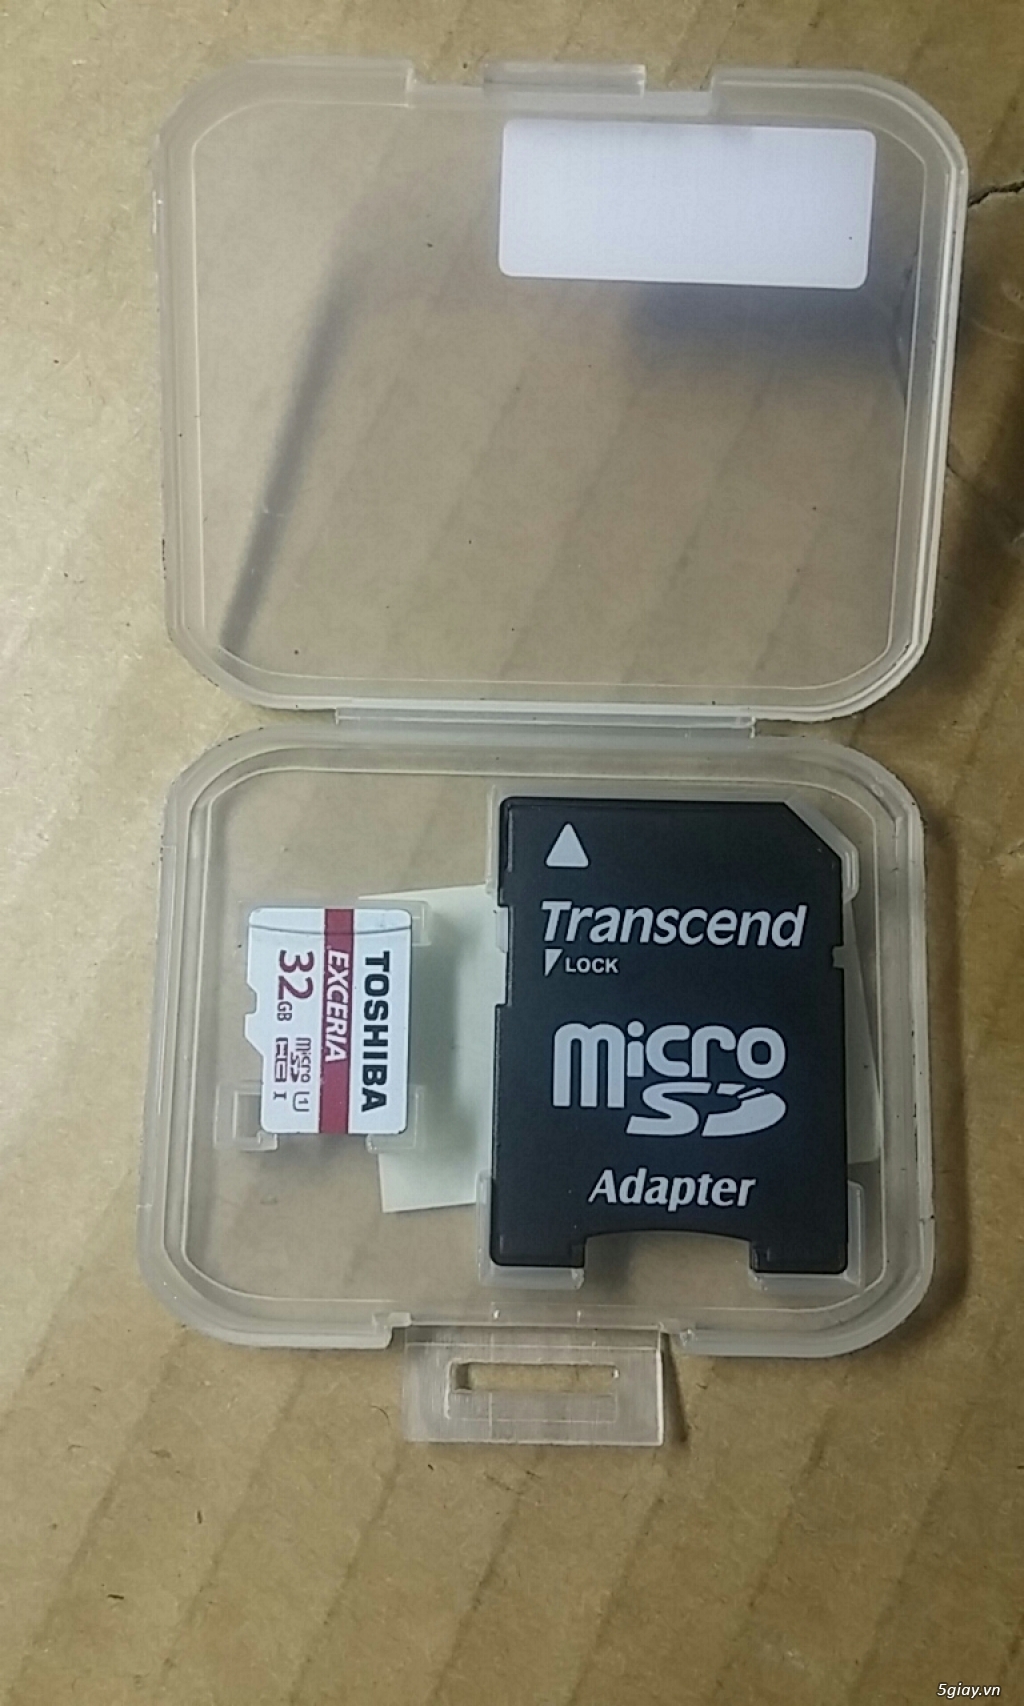 TOSHIBA
EXCERIA
32GB
micro SD HC I U1
Transcend
LOCK
micro
SD
Adapter
5giay.vn